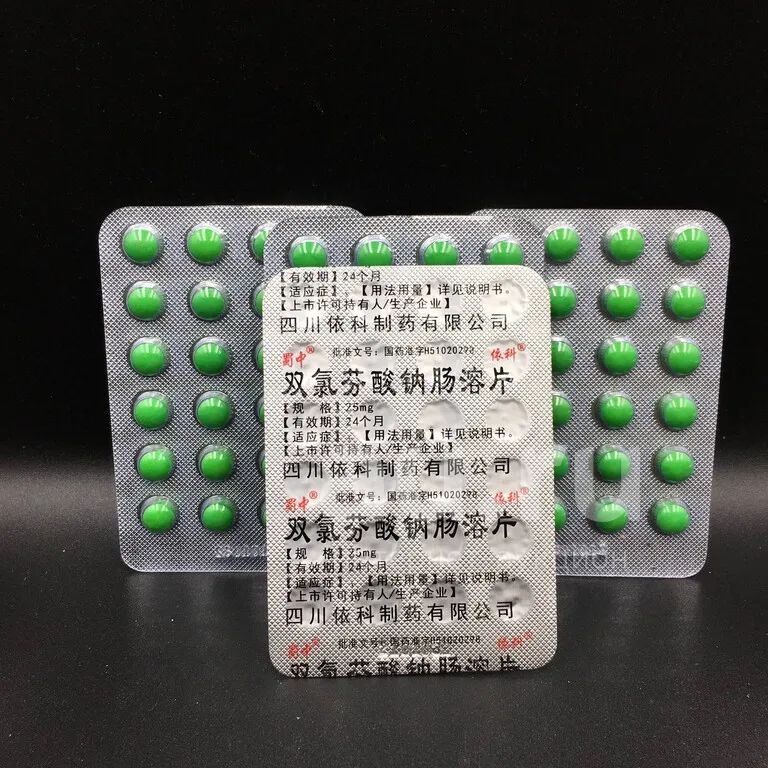 【有效期】24个月
【适应症】、【用法用量】详见说明书。
【上市许可持有人/生产企业】
四川依科制药有限公司
蜀中® 批准文号：国药准字H51020298 依科®
双氯芬酸钠肠溶片
【规 格】25mg
【有效期】24个月
【适应症】、【用法用量】详见说明书。
【上市许可持有人/生产企业】
四川依科制药有限公司
蜀中® 批准文号：国药准字H51020298 依科®
双氯芬酸钠肠溶片
【规 格】25mg
【有效期】24个月
【适应症】、【用法用量】详见说明书。
【上市许可持有人/生产企业】
四川依科制药有限公司
蜀中® 批准文号：国药准字H51020298 依科®
双氯芬酸钠肠溶片